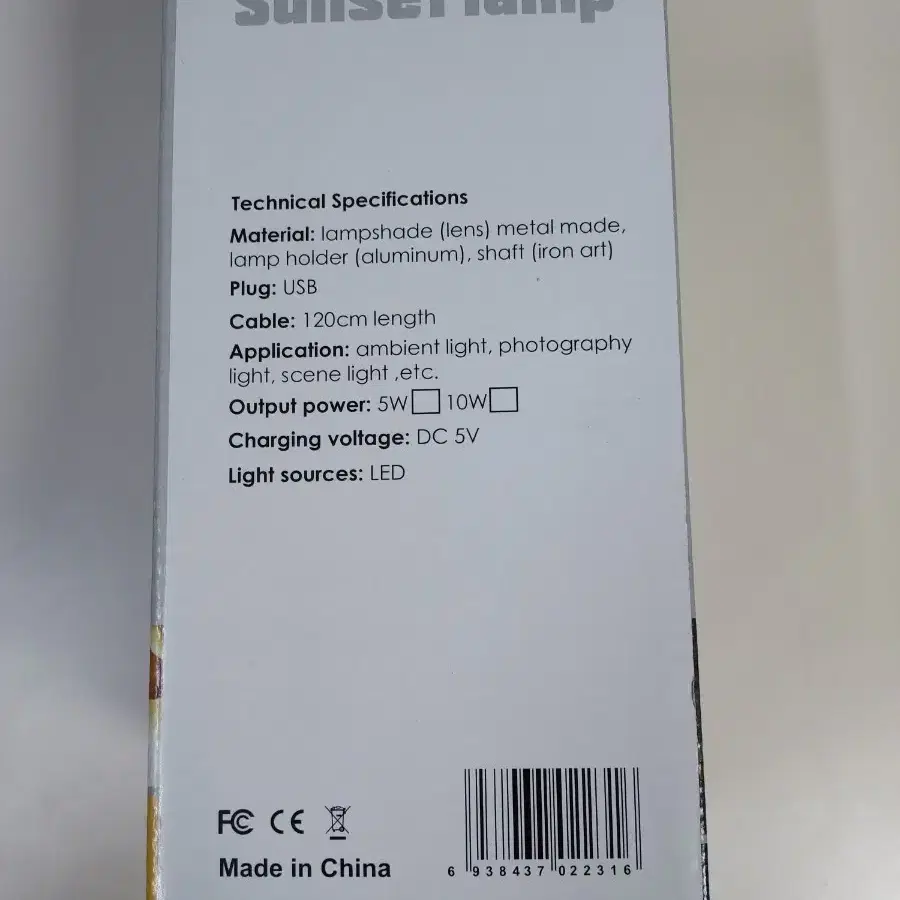 Sunset lamp
Technical Specifications
Material: lampshade (lens) metal made,
lamp holder (aluminum), shaft (iron art)
Plug: USB
Cable: 120cm length
Application: ambient light, photography
light, scene light ,etc.
Output power: 5W 10W
Charging voltage: DC 5V
Light sources: LED
FC CE
Made in China
6 938437 022316